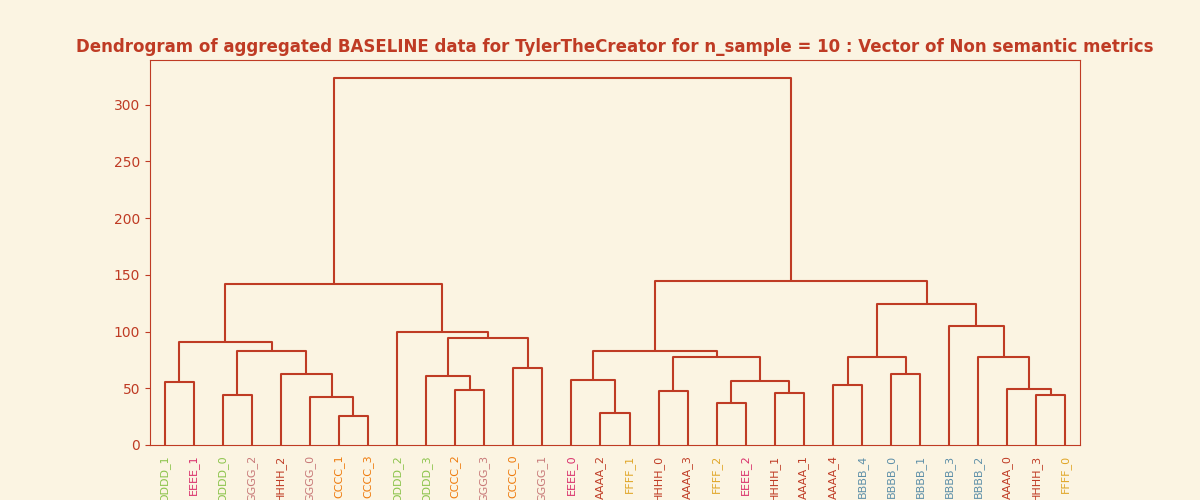 Dendrogram of aggregated BASELINE data for TylerTheCreator for n_sample = 10 : Vector of Non semantic metrics
300
250
200
150
100
50
0
DDDD_1
EEEE_1
DDDD_0
GGGG_2
HHHH_2
GGGG_0
CCCC_1
CCCC_3
DDDD_2
DDDD_3
CCCC_2
GGGG_3
CCCC_0
GGGG_1
EEEE_0
AAAA_2
FFFF_1
HHHH_0
AAAA_3
FFFF_2
EEEE_2
HHHH_1
AAAA_1
AAAA_4
BBBB_4
BBBB_0
BBBB_1
BBBB_3
BBBB_2
AAAA_0
HHHH_3
FFFF_0